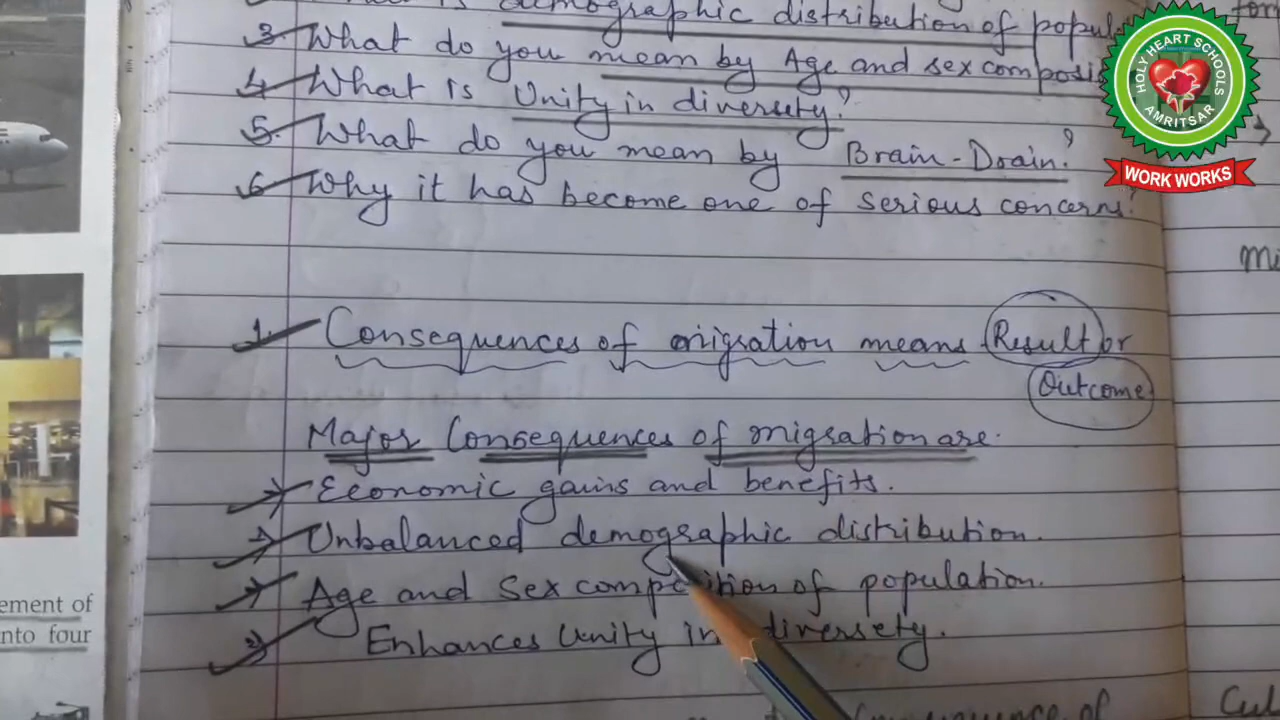 is demographic distribution of popul
3. What do you mean by Age and sex composi
4. What is Unity in diversety?
5. What do you mean by Brain-Drain?
6. Why it has become one of serious concerns?
1. Consequences of migration means Result or
Outcome
Major Consequences of migration are.
Economic gains and benefits.
Unbalanced demographic distribution.
Age and Sex composition of population.
Enhances Unity in diversety.
ement of
nto four
HOLY HEART SCHOOLS
AMRITSAR
WORK WORKS